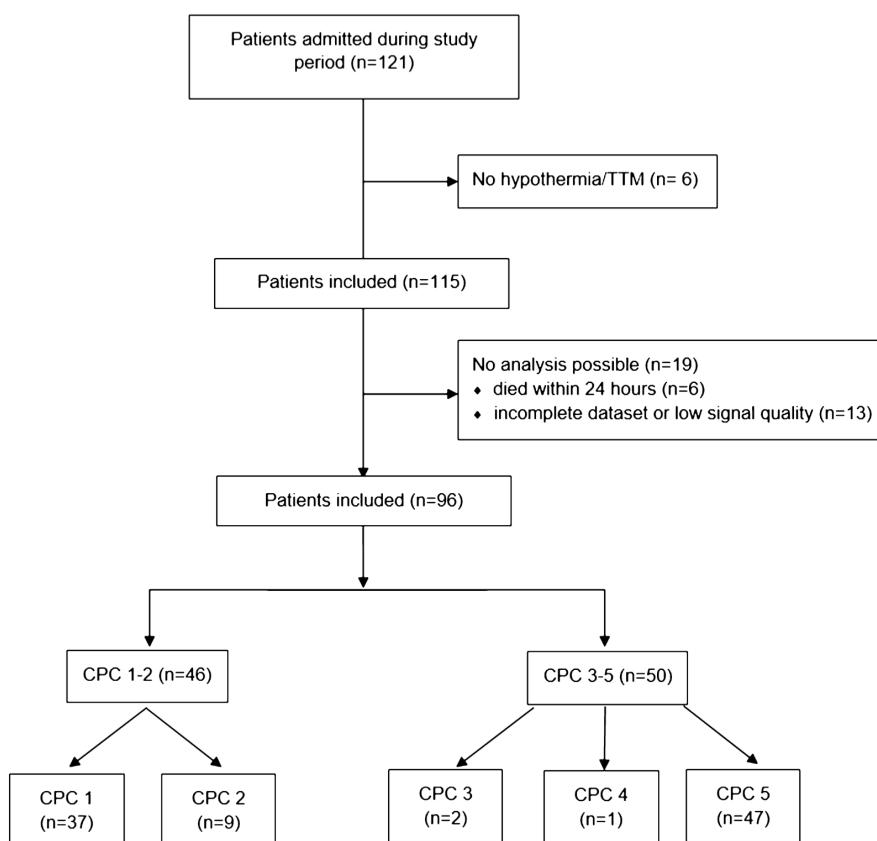 Patients admitted during study
period (n=121)
No hypothermia/TTM (n= 6)
Patients included (n=115)
No analysis possible (n=19)
♦ died within 24 hours (n=6)
♦ incomplete dataset or low signal quality (n=13)
Patients included (n=96)
CPC 1-2 (n=46)
CPC 3-5 (n=50)
CPC 1
(n=37)
CPC 2
(n=9)
CPC 3
(n=2)
CPC 4
(n=1)
CPC 5
(n=47)